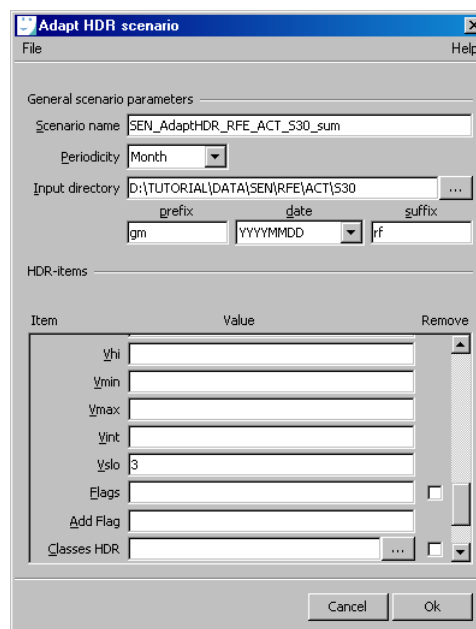 Adapt HDR scenario
File Help
General scenario parameters
Scenario name SEN_AdaptHDR_RFE_ACT_S30_sum
Periodicity Month
Input directory D:\TUTORIAL\DATA\SEN\RFE\ACT\S30 ...
prefix date suffix
gm YYYYMMDD rf
HDR-items
Item Value Remove
Vhi
Vmin
Vmax
Vint
Vslo 3
Flags
Add Flag
Classes HDR ...
Cancel Ok